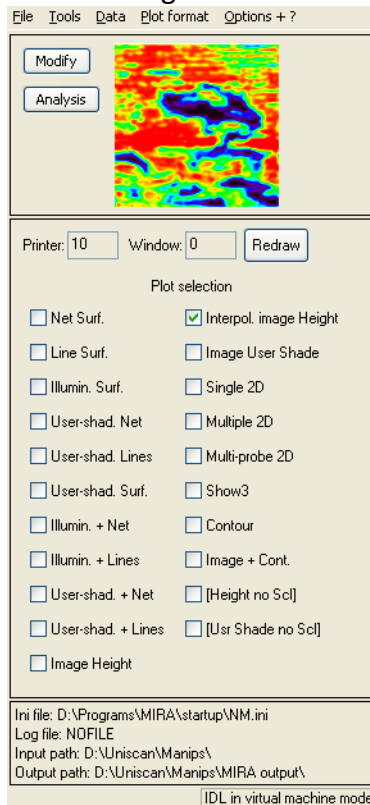 File Tools Data Plot format Options + ?
Modify
Analysis
Printer: 10 Window: 0 Redraw
Plot selection
Net Surf. Interpol. image Height
Line Surf. Image User Shade
Illumin. Surf. Single 2D
User-shad. Net Multiple 2D
User-shad. Lines Multi-probe 2D
User-shad. Surf. Show3
Illumin. + Net Contour
Illumin. + Lines Image + Cont.
User-shad. + Net [Height no Scl]
User-shad. + Lines [Usr Shade no Scl]
Image Height
Ini file: D:\Programs\MIRA\startup\NM.ini
Log file: NOFILE
Input path: D:\Uniscan\Manips\
Output path: D:\Uniscan\Manips\MIRA output\
IDL in virtual machine mode